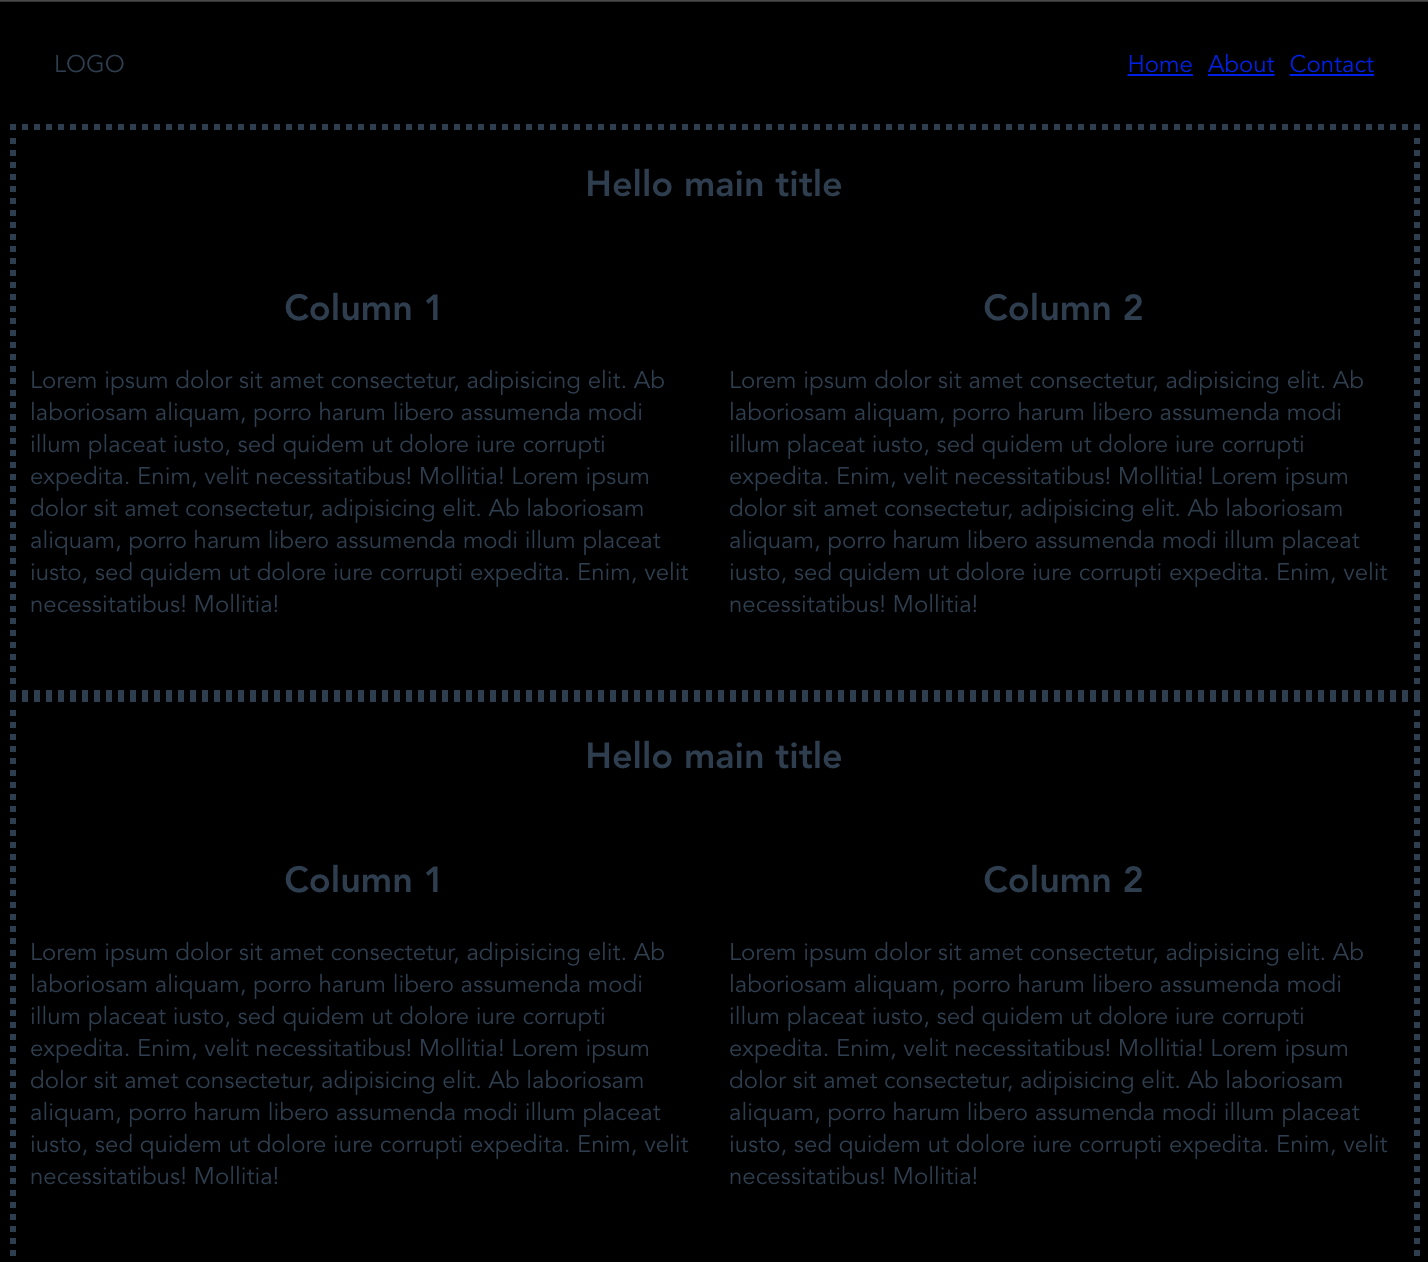 LOGO
Home About Contact
Hello main title
Column 1
Lorem ipsum dolor sit amet consectetur, adipisicing elit. Ab
laboriosam aliquam, porro harum libero assumenda modi
illum placeat iusto, sed quidem ut dolore iure corrupti
expedita. Enim, velit necessitatibus! Mollitia! Lorem ipsum
dolor sit amet consectetur, adipisicing elit. Ab laboriosam
aliquam, porro harum libero assumenda modi illum placeat
iusto, sed quidem ut dolore iure corrupti expedita. Enim, velit
necessitatibus! Mollitia!
Column 2
Lorem ipsum dolor sit amet consectetur, adipisicing elit. Ab
laboriosam aliquam, porro harum libero assumenda modi
illum placeat iusto, sed quidem ut dolore iure corrupti
expedita. Enim, velit necessitatibus! Mollitia! Lorem ipsum
dolor sit amet consectetur, adipisicing elit. Ab laboriosam
aliquam, porro harum libero assumenda modi illum placeat
iusto, sed quidem ut dolore iure corrupti expedita. Enim, velit
necessitatibus! Mollitia!
Hello main title
Column 1
Lorem ipsum dolor sit amet consectetur, adipisicing elit. Ab
laboriosam aliquam, porro harum libero assumenda modi
illum placeat iusto, sed quidem ut dolore iure corrupti
expedita. Enim, velit necessitatibus! Mollitia! Lorem ipsum
dolor sit amet consectetur, adipisicing elit. Ab laboriosam
aliquam, porro harum libero assumenda modi illum placeat
iusto, sed quidem ut dolore iure corrupti expedita. Enim, velit
necessitatibus! Mollitia!
Column 2
Lorem ipsum dolor sit amet consectetur, adipisicing elit. Ab
laboriosam aliquam, porro harum libero assumenda modi
illum placeat iusto, sed quidem ut dolore iure corrupti
expedita. Enim, velit necessitatibus! Mollitia! Lorem ipsum
dolor sit amet consectetur, adipisicing elit. Ab laboriosam
aliquam, porro harum libero assumenda modi illum placeat
iusto, sed quidem ut dolore iure corrupti expedita. Enim, velit
necessitatibus! Mollitia!